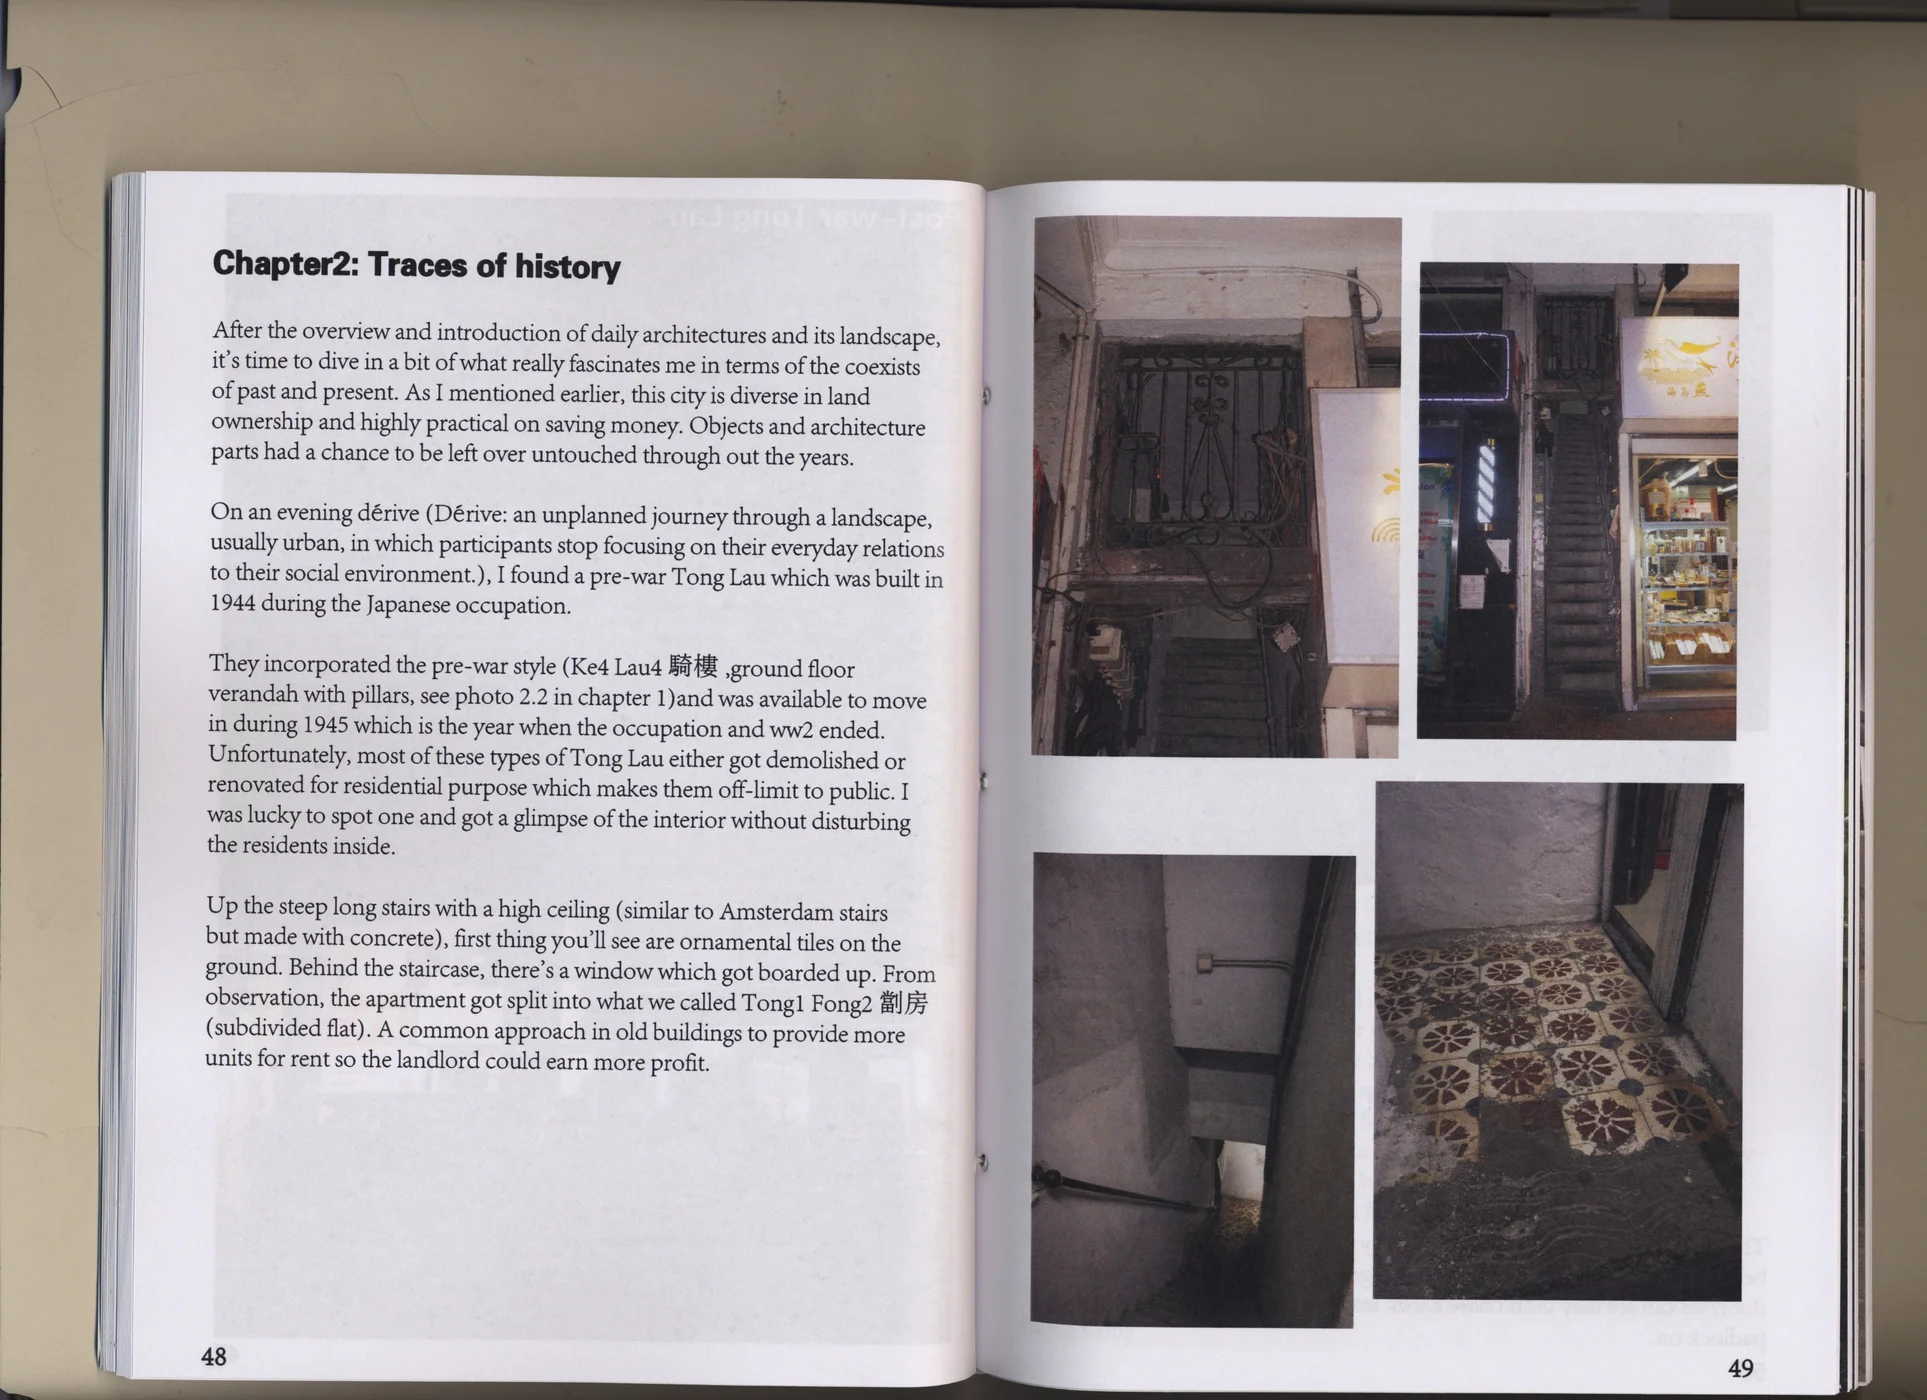 Chapter2: Traces of history
After the overview and introduction of daily architectures and its landscape,
it's time to dive in a bit of what really fascinates me in terms of the coexists
of past and present. As I mentioned earlier, this city is diverse in land
ownership and highly practical on saving money. Objects and architecture
parts had a chance to be left over untouched through out the years.
On an evening dérive (Dérive: an unplanned journey through a landscape,
usually urban, in which participants stop focusing on their everyday relations
to their social environment.), I found a pre-war Tong Lau which was built in
1944 during the Japanese occupation.
They incorporated the pre-war style (Ke4 Lau4 騎樓 ,ground floor
verandah with pillars, see photo 2.2 in chapter 1)and was available to move
in during 1945 which is the year when the occupation and ww2 ended.
Unfortunately, most of these types of Tong Lau either got demolished or
renovated for residential purpose which makes them off-limit to public. I
was lucky to spot one and got a glimpse of the interior without disturbing
the residents inside.
Up the steep long stairs with a high ceiling (similar to Amsterdam stairs
but made with concrete), first thing you'll see are ornamental tiles on the
ground. Behind the staircase, there's a window which got boarded up. From
observation, the apartment got split into what we called Tong1 Fong2 劏房
(subdivided flat). A common approach in old buildings to provide more
units for rent so the landlord could earn more profit.
48
49